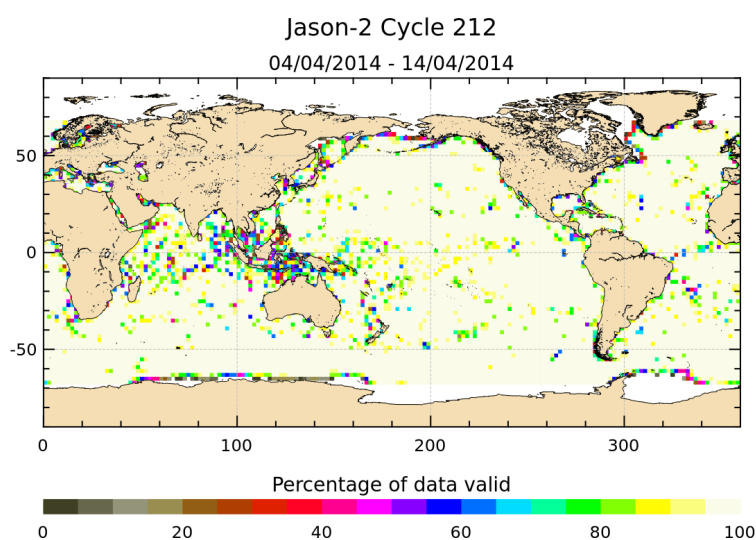 Jason-2 Cycle 212
04/04/2014 - 14/04/2014
50
0
-50
0 100 200 300
Percentage of data valid
0 20 40 60 80 100